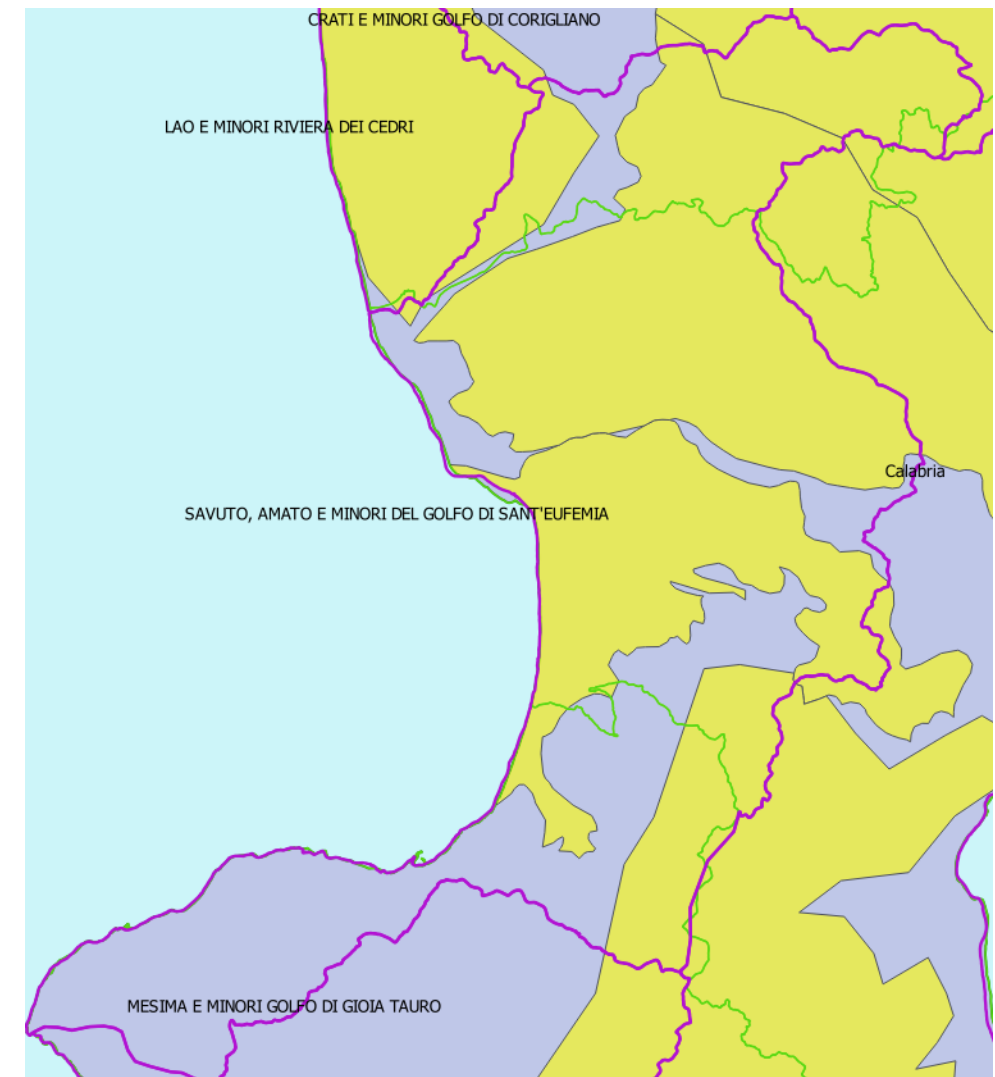 CRATI E MINORI GOLFO DI CORIGLIANO
LAO E MINORI RIVIERA DEI CEDRI
Calabria
SAVUTO, AMATO E MINORI DEL GOLFO DI SANT'EUFEMIA
MESIMA E MINORI GOLFO DI GIOIA TAURO